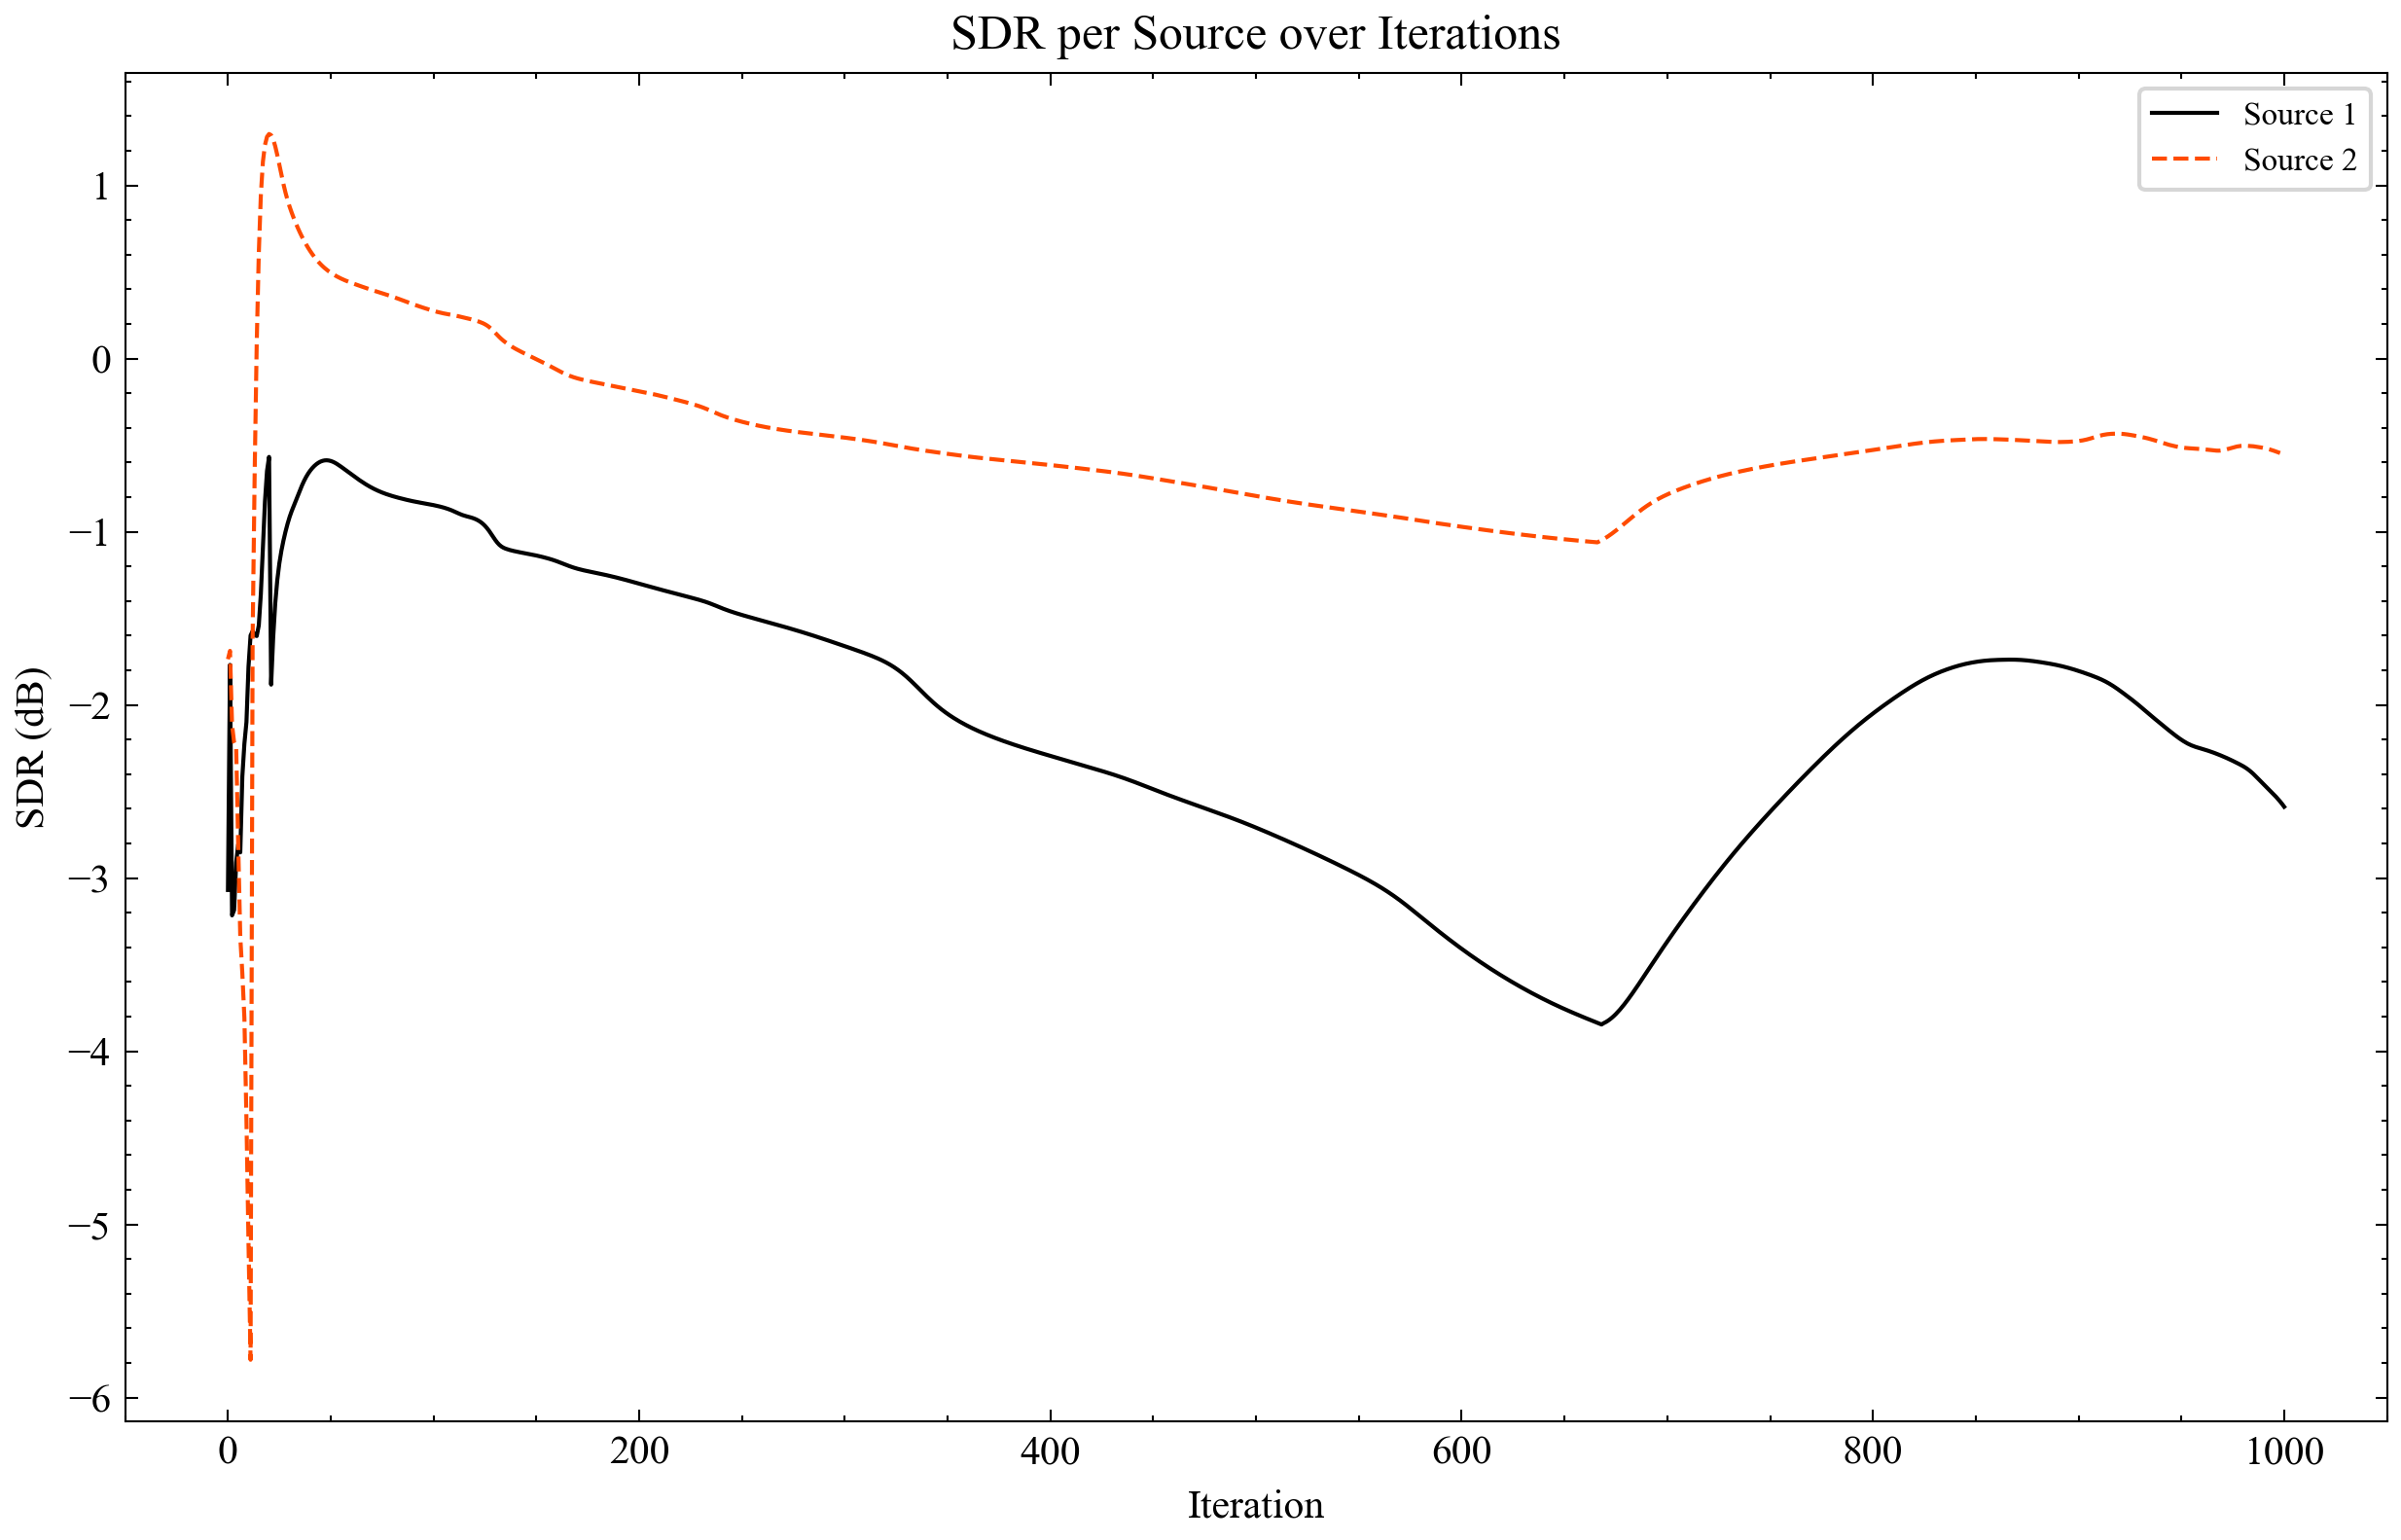 SDR per Source over Iterations
Source 1
Source 2
SDR (dB)
1
0
−1
−2
−3
−4
−5
−6
0 200 400 600 800 1000
Iteration